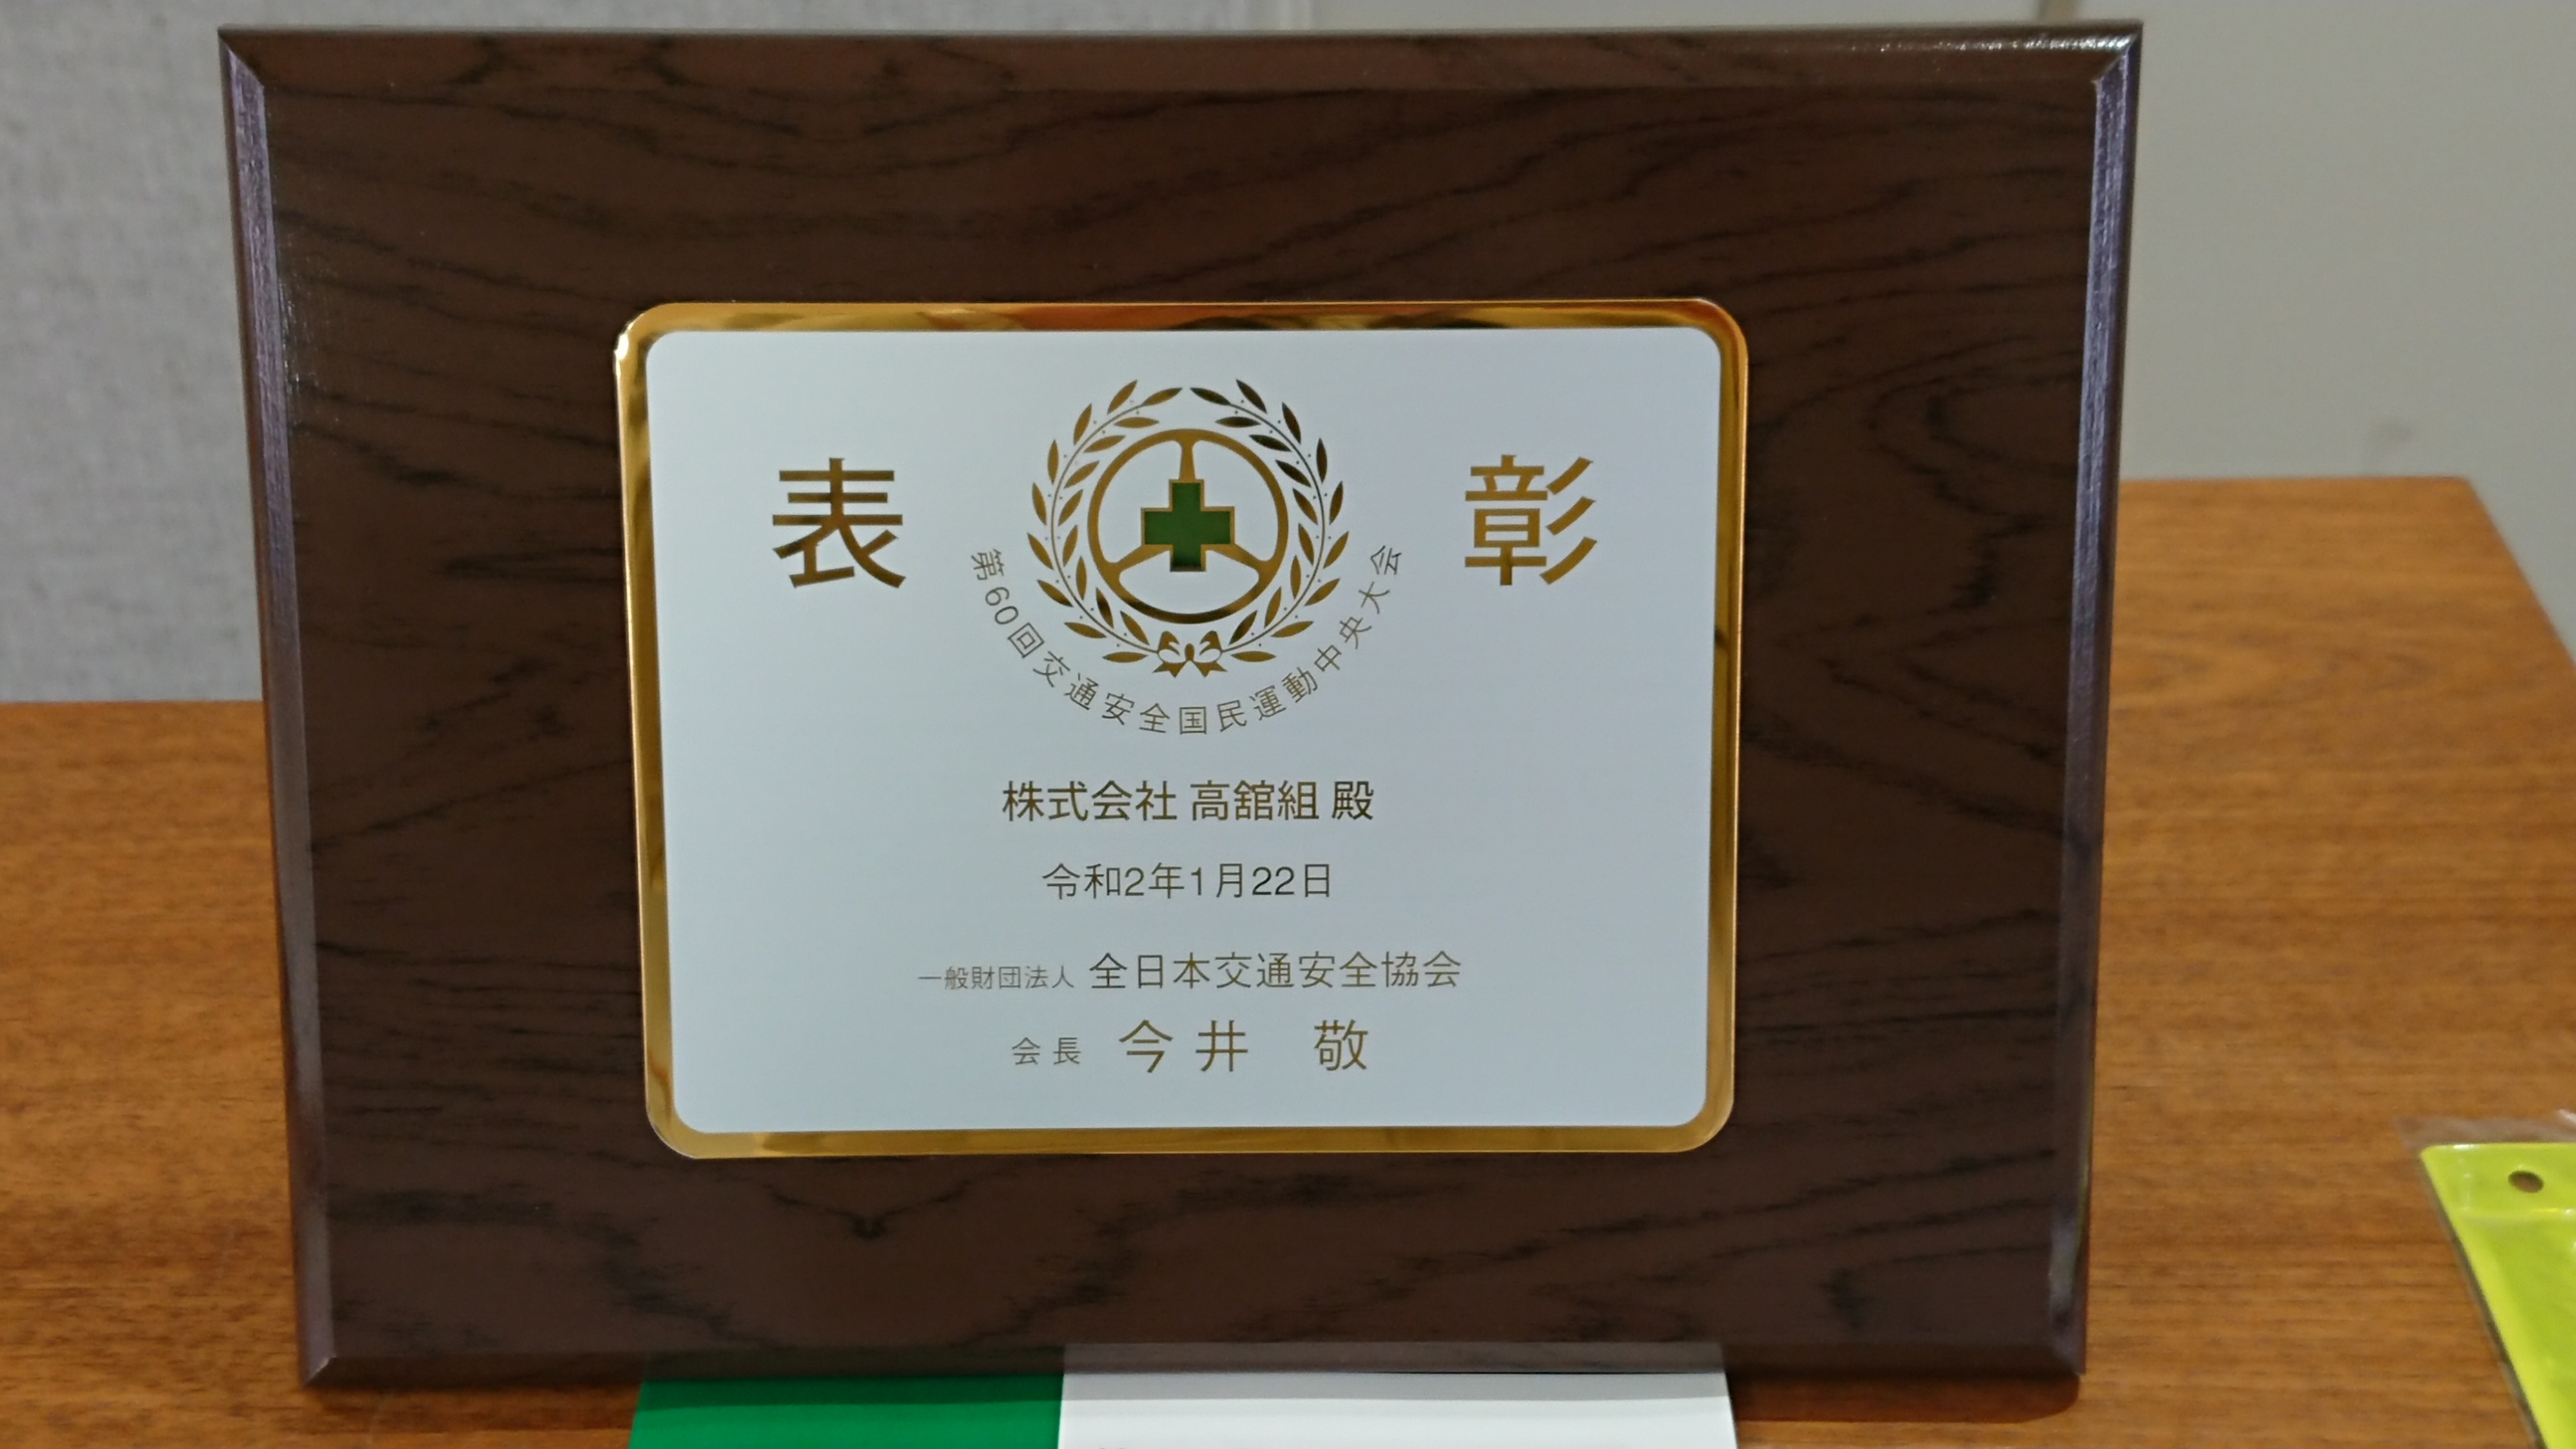 表 彰
第60回交通安全国民運動中央大会
株式会社 高舘組 殿
令和2年1月22日
一般財団法人 全日本交通安全協会
会長 今井 敬